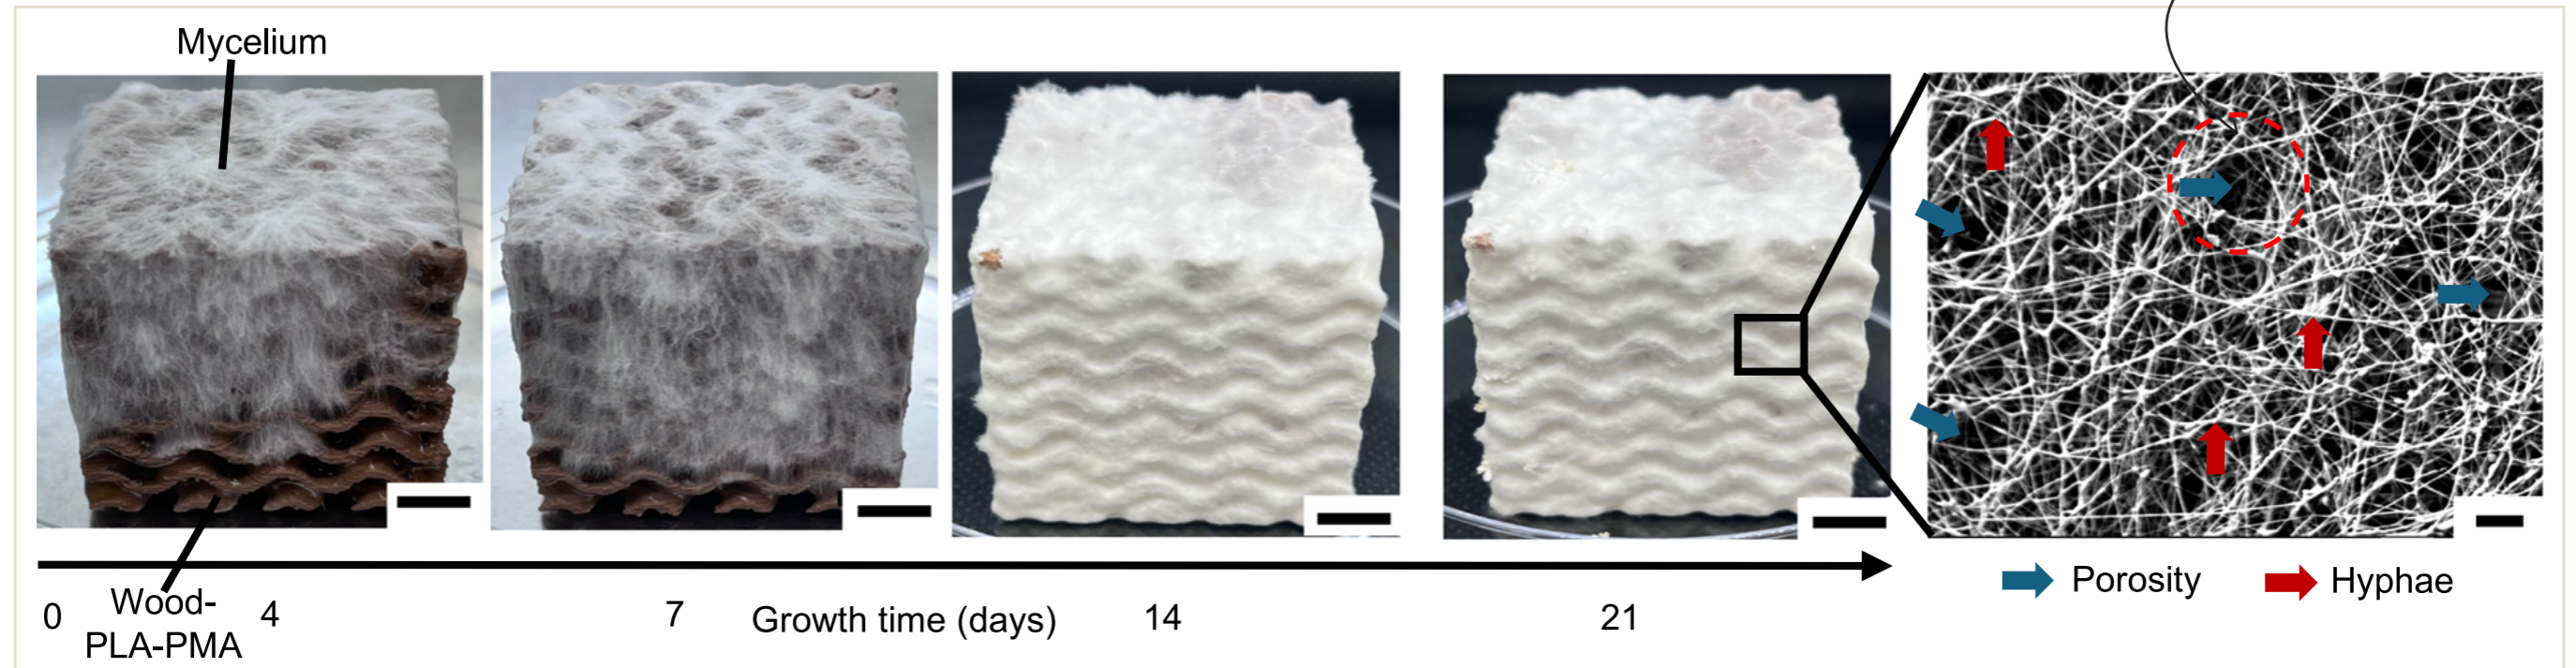 Mycelium
0
Wood-
PLA-PMA
4
7
Growth time (days)
14
21
Porosity
Hyphae